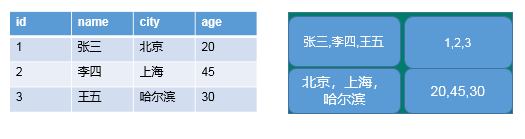 id name city age
1 张三 北京 20
2 李四 上海 45
3 王五 哈尔滨 30
张三,李四,王五
1,2,3
北京，上海，
哈尔滨
20,45,30